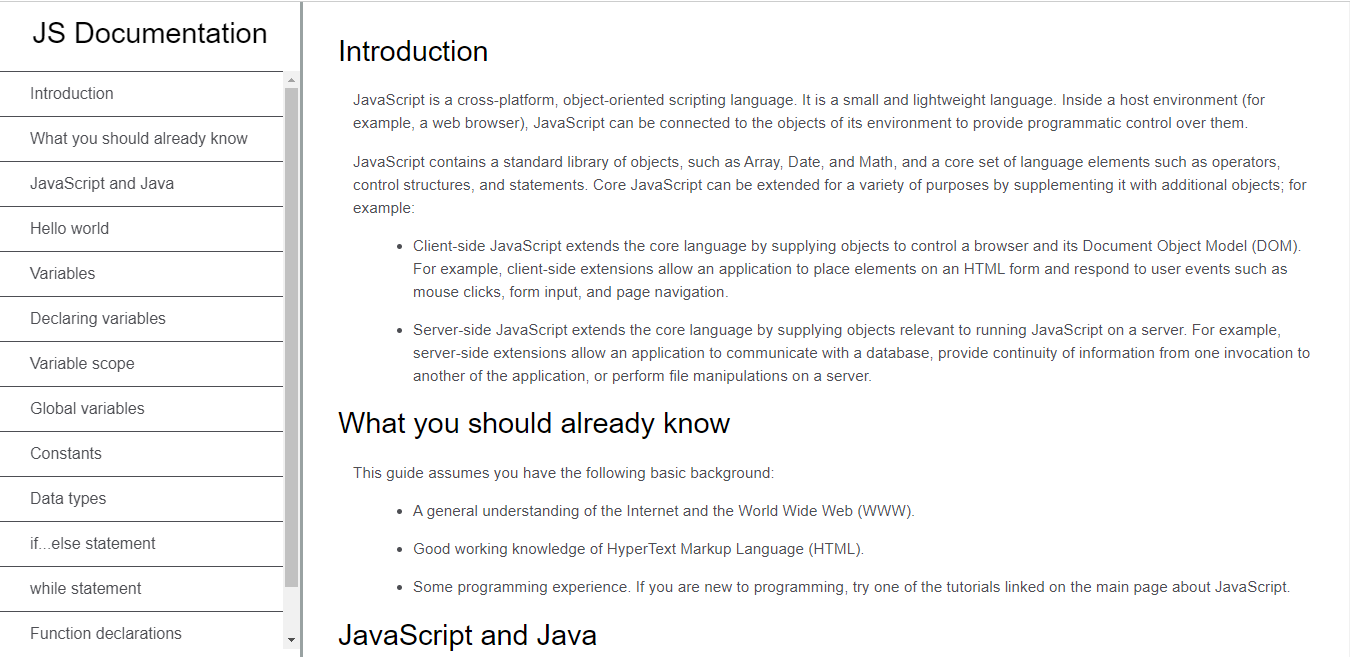 JS Documentation
Introduction
What you should already know
JavaScript and Java
Hello world
Variables
Declaring variables
Variable scope
Global variables
Constants
Data types
if...else statement
while statement
Function declarations
Introduction
JavaScript is a cross-platform, object-oriented scripting language. It is a small and lightweight language. Inside a host environment (for
example, a web browser), JavaScript can be connected to the objects of its environment to provide programmatic control over them.
JavaScript contains a standard library of objects, such as Array, Date, and Math, and a core set of language elements such as operators,
control structures, and statements. Core JavaScript can be extended for a variety of purposes by supplementing it with additional objects; for
example:
• Client-side JavaScript extends the core language by supplying objects to control a browser and its Document Object Model (DOM).
For example, client-side extensions allow an application to place elements on an HTML form and respond to user events such as
mouse clicks, form input, and page navigation.
• Server-side JavaScript extends the core language by supplying objects relevant to running JavaScript on a server. For example,
server-side extensions allow an application to communicate with a database, provide continuity of information from one invocation to
another of the application, or perform file manipulations on a server.
What you should already know
This guide assumes you have the following basic background:
• A general understanding of the Internet and the World Wide Web (WWW).
• Good working knowledge of HyperText Markup Language (HTML).
• Some programming experience. If you are new to programming, try one of the tutorials linked on the main page about JavaScript.
JavaScript and Java